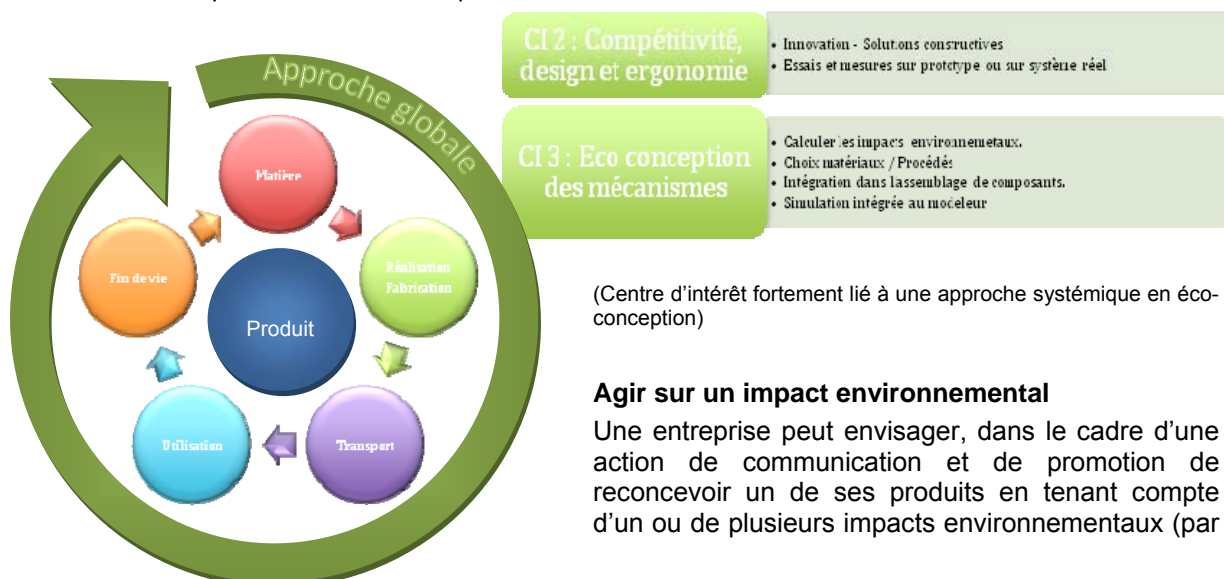 CI 2 : Compétitivité,
design et ergonomie
• Innovation - Solutions constructives
• Essais et mesures sur prototype ou sur système réel
CI 3 : Eco conception
des mécanismes
• Calculer les impacts environnemetaux.
• Choix matériaux / Procédés
• Intégration dans lassemblage de composants.
• Simulation intégrée au modeleur
Approche globale
Matière
Réalisation
Fabrication
Transport
Utilisation
Fin de vie
Produit
(Centre d’intérêt fortement lié à une approche systémique en éco-
conception)
Agir sur un impact environnemental
Une entreprise peut envisager, dans le cadre d’une
action de communication et de promotion de
reconcevoir un de ses produits en tenant compte
d’un ou de plusieurs impacts environnementaux (par